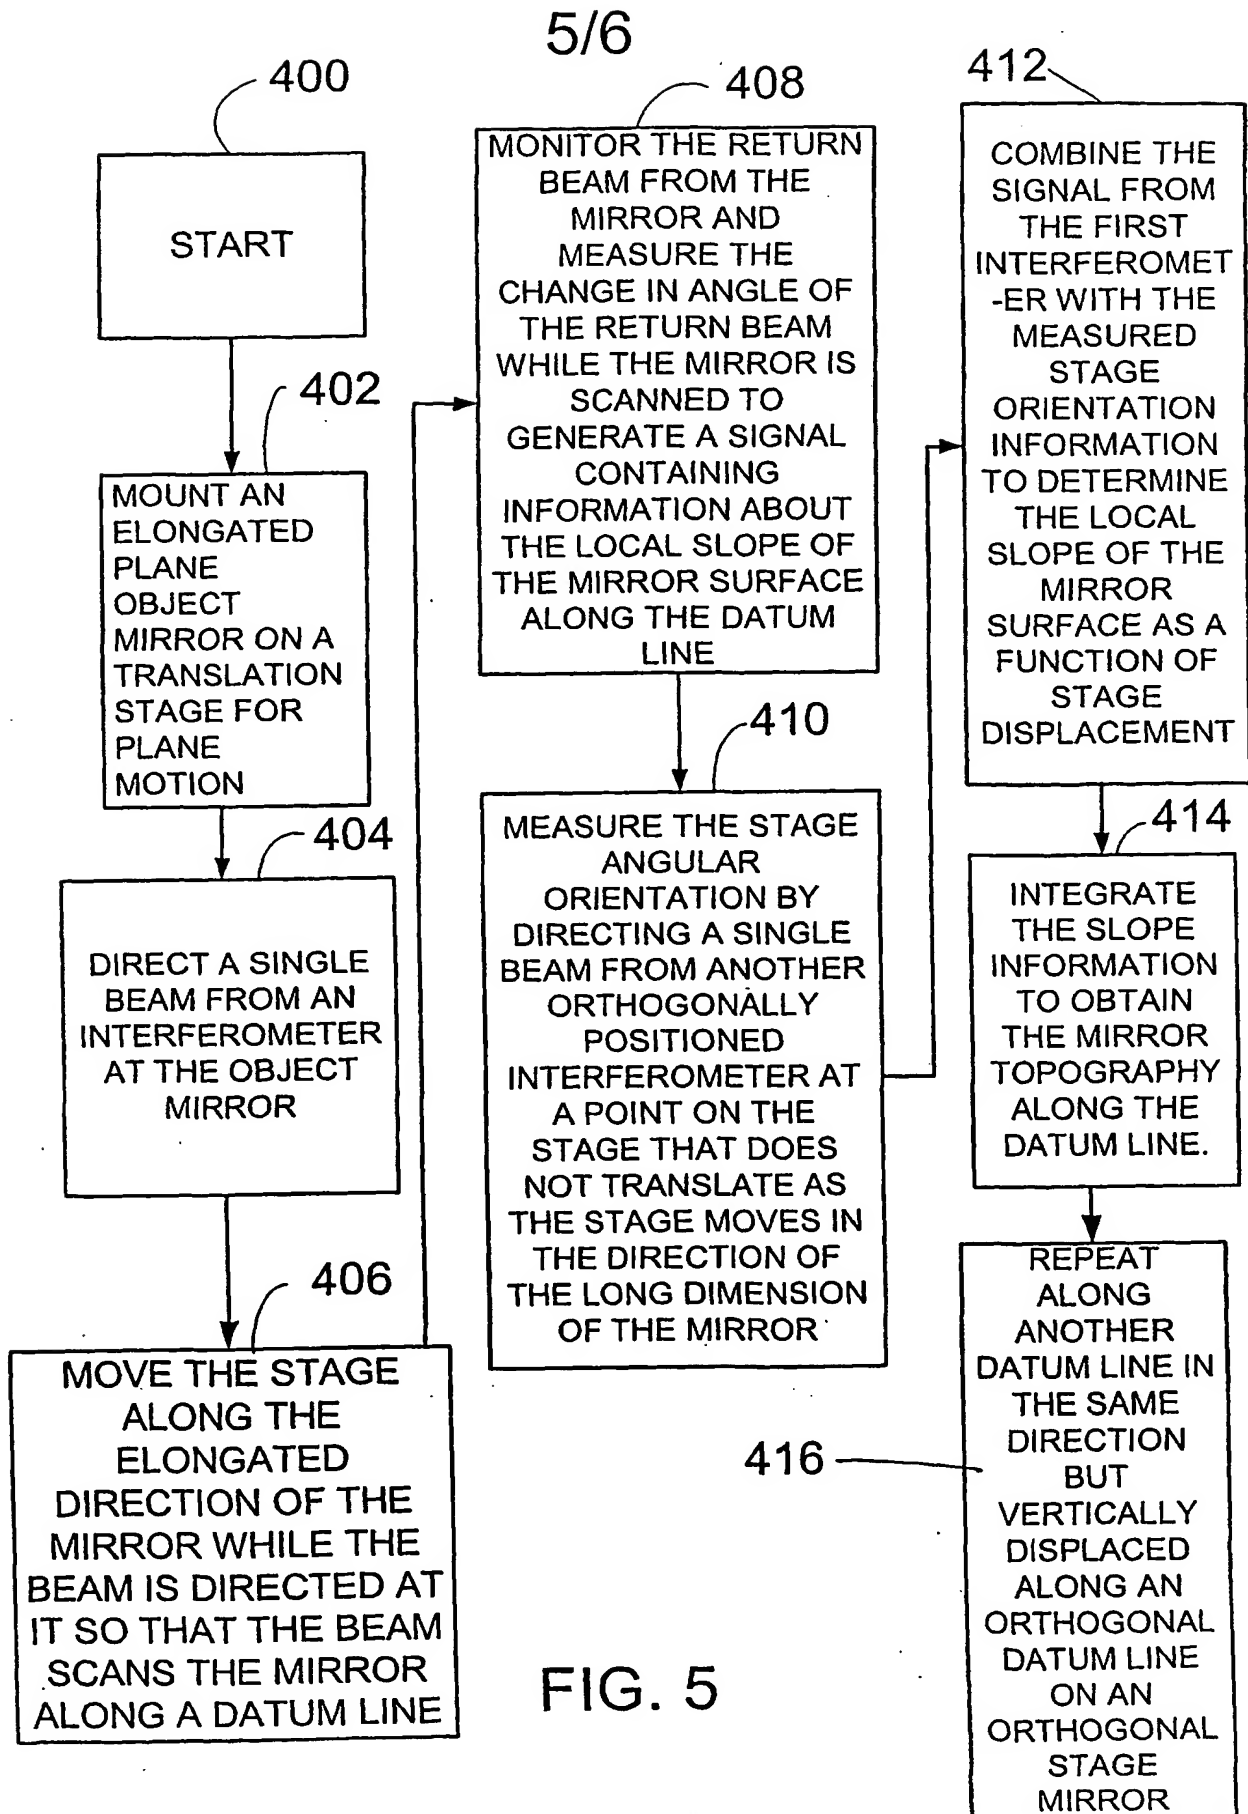 5/6
400
START
402
MOUNT AN
ELONGATED
PLANE
OBJECT
MIRROR ON A
TRANSLATION
STAGE FOR
PLANE
MOTION
404
DIRECT A SINGLE
BEAM FROM AN
INTERFEROMETER
AT THE OBJECT
MIRROR
406
MOVE THE STAGE
ALONG THE
ELONGATED
DIRECTION OF THE
MIRROR WHILE THE
BEAM IS DIRECTED AT
IT SO THAT THE BEAM
SCANS THE MIRROR
ALONG A DATUM LINE
408
MONITOR THE RETURN
BEAM FROM THE
MIRROR AND
MEASURE THE
CHANGE IN ANGLE OF
THE RETURN BEAM
WHILE THE MIRROR IS
SCANNED TO
GENERATE A SIGNAL
CONTAINING
INFORMATION ABOUT
THE LOCAL SLOPE OF
THE MIRROR SURFACE
ALONG THE DATUM
LINE
410
MEASURE THE STAGE
ANGULAR
ORIENTATION BY
DIRECTING A SINGLE
BEAM FROM ANOTHER
ORTHOGONALLY
POSITIONED
INTERFEROMETER AT
A POINT ON THE
STAGE THAT DOES
NOT TRANSLATE AS
THE STAGE MOVES IN
THE DIRECTION OF
THE LONG DIMENSION
OF THE MIRROR
412
COMBINE THE
SIGNAL FROM
THE FIRST
INTERFEROMET
-ER WITH THE
MEASURED
STAGE
ORIENTATION
INFORMATION
TO DETERMINE
THE LOCAL
SLOPE OF THE
MIRROR
SURFACE AS A
FUNCTION OF
STAGE
DISPLACEMENT
414
INTEGRATE
THE SLOPE
INFORMATION
TO OBTAIN
THE MIRROR
TOPOGRAPHY
ALONG THE
DATUM LINE.
416
REPEAT
ALONG
ANOTHER
DATUM LINE IN
THE SAME
DIRECTION
BUT
VERTICALLY
DISPLACED
ALONG AN
ORTHOGONAL
DATUM LINE
ON AN
ORTHOGONAL
STAGE
MIRROR
FIG. 5